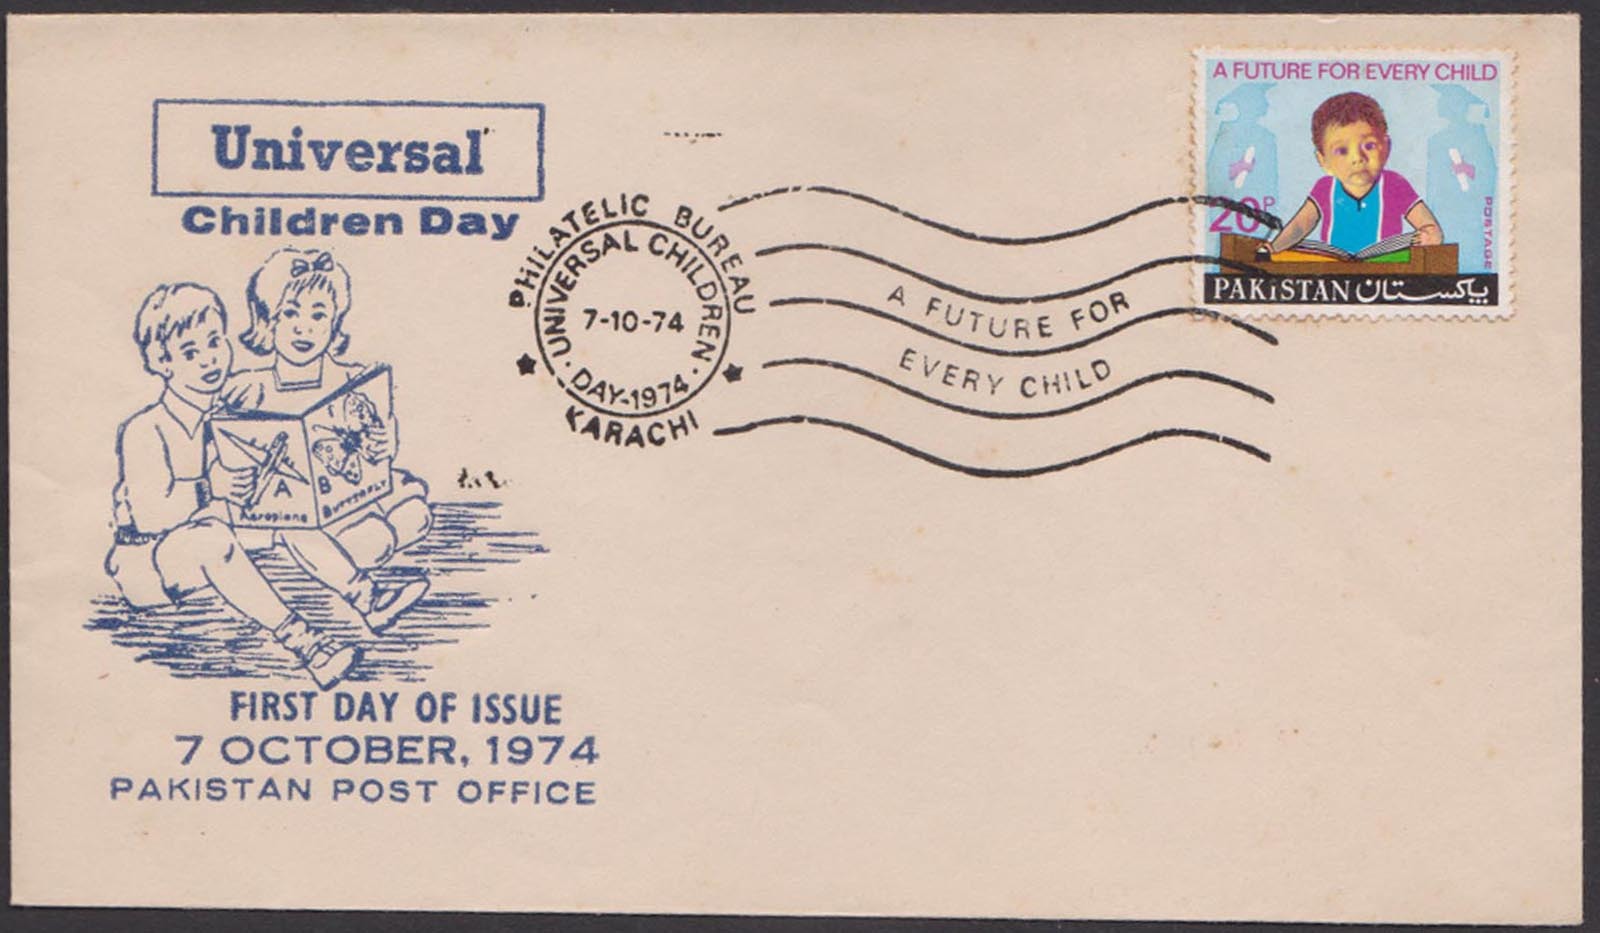 Universal
Children Day
A
Aeroplane
B
BUTTERFLY
FIRST DAY OF ISSUE
7 OCTOBER, 1974
PAKISTAN POST OFFICE
PHILATELIC BUREAU
KARACHI
UNIVERSAL CHILDREN
DAY-1974
7-10-74
A FUTURE FOR
EVERY CHILD
A FUTURE FOR EVERY CHILD
20P
POSTAGE
PAKISTAN پاکستان